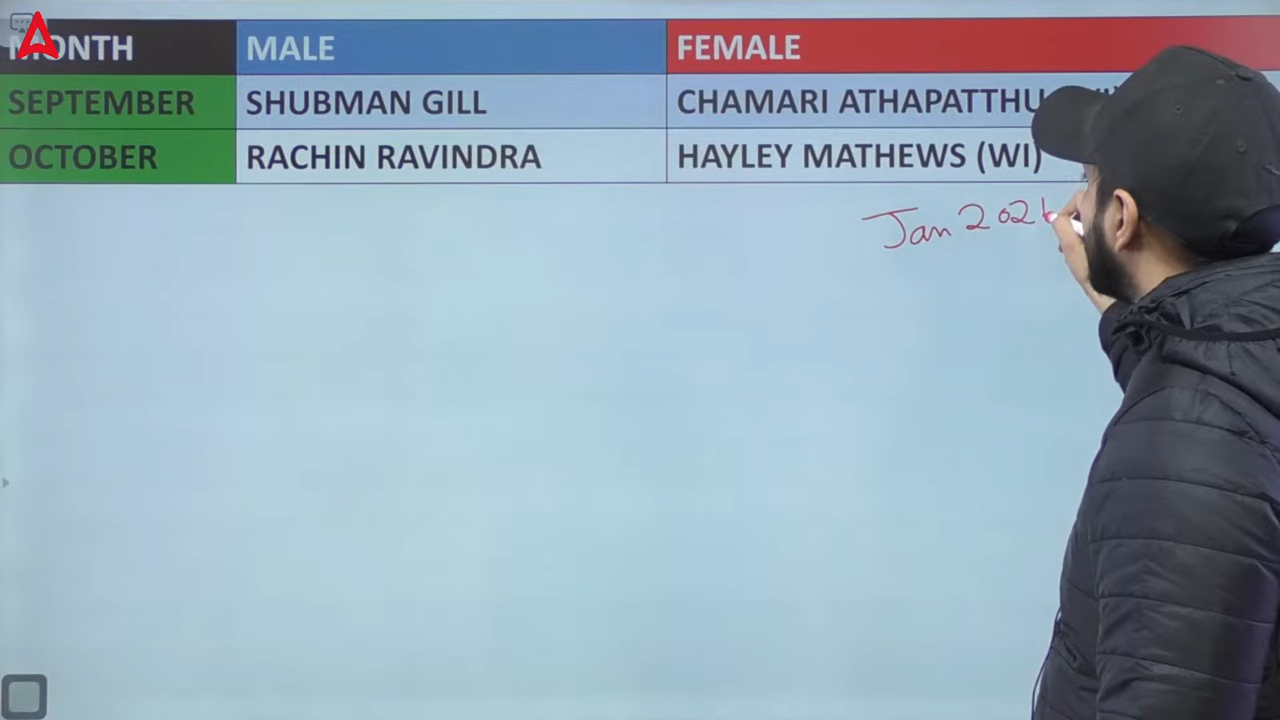 MONTH MALE FEMALE
SEPTEMBER SHUBMAN GILL CHAMARI ATHAPATTHU
OCTOBER RACHIN RAVINDRA HAYLEY MATHEWS (WI)
Jan 202